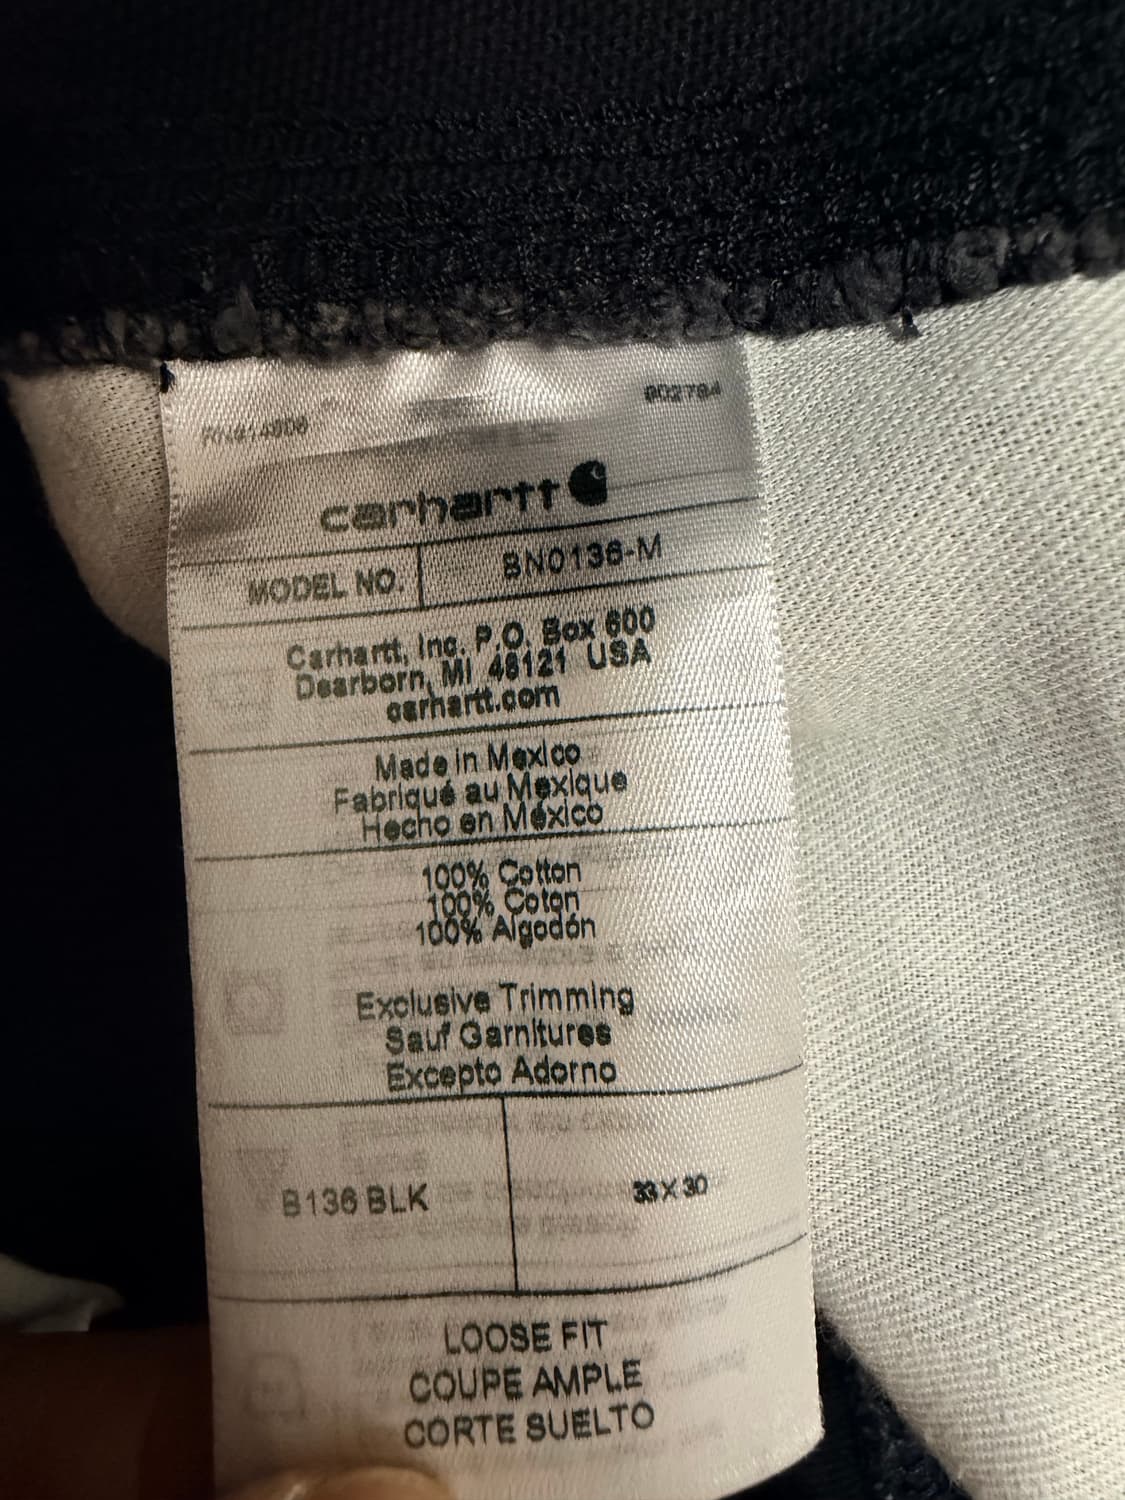 carhartt
MODEL NO. BN0136-M
Carhartt, Inc. P.O. Box 600
Dearborn, MI 48121 USA
carhartt.com
Made in Mexico
Fabriqué au Mexique
Hecho en México
100% Cotton
100% Coton
100% Algodón
Exclusive Trimming
Sauf Garnitures
Excepto Adorno
B136 BLK 33 X 30
LOOSE FIT
COUPE AMPLE
CORTE SUELTO